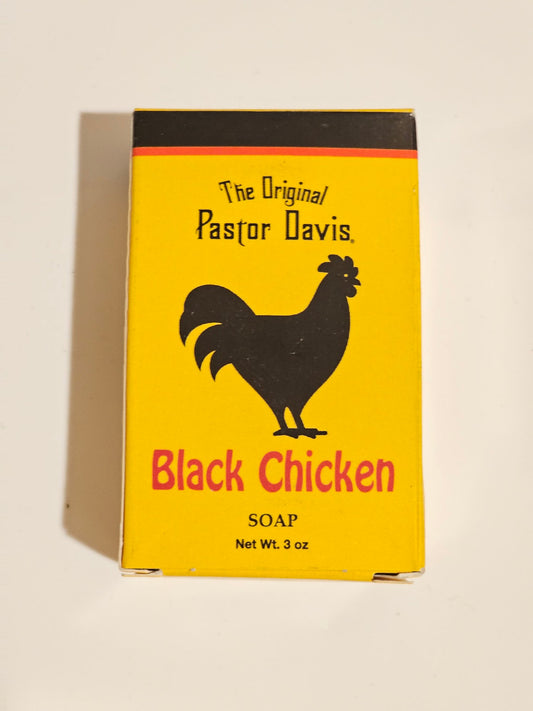 The Original
Pastor Davis®
Black Chicken
SOAP
Net Wt. 3 oz